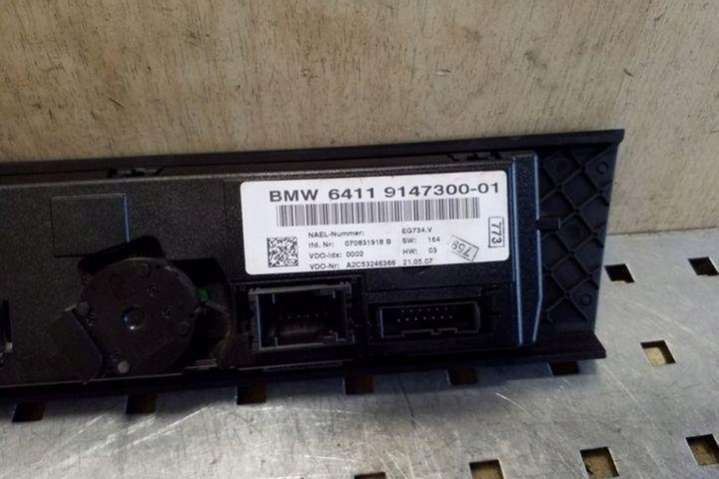 BMW 6411 9147300-01
NAEL-Nummer: EG734.V
lfd. Nr: 070831918 B SW: 164
VDO-Idx: 0002 HW: 03
VDO-Nr: A2C53246366 21.05.07
773